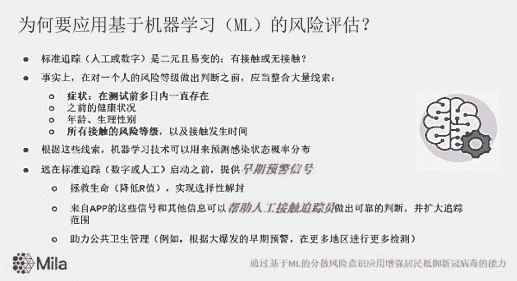 为何要应用基于机器学习（ML）的风险评估？
标准追踪（人工或数字）是二元且易变的：有接触或无接触？
事实上，在对一个人的风险等级做出判断之前，应当整合大量线索：
症状：在测试前多日内一直存在
之前的健康状况
年龄、生理性别
所有接触的风险等级，以及接触发生时间
根据这些线索，机器学习技术可以用来预测感染状态概率分布
远在标准追踪（数字或人工）启动之前，提供早期预警信号
拯救生命（降低R值），实现选择性解封
来自APP的这些信号和其他信息可以帮助人工接触追踪员做出可靠的判断。并扩大追踪
范围
助力公共卫生管理（例如，根据大爆发的早期预警，在更多地区进行更多检测）
Mila
通过基于ML的分散风险意识应用增强居民抵御新冠病毒的能力